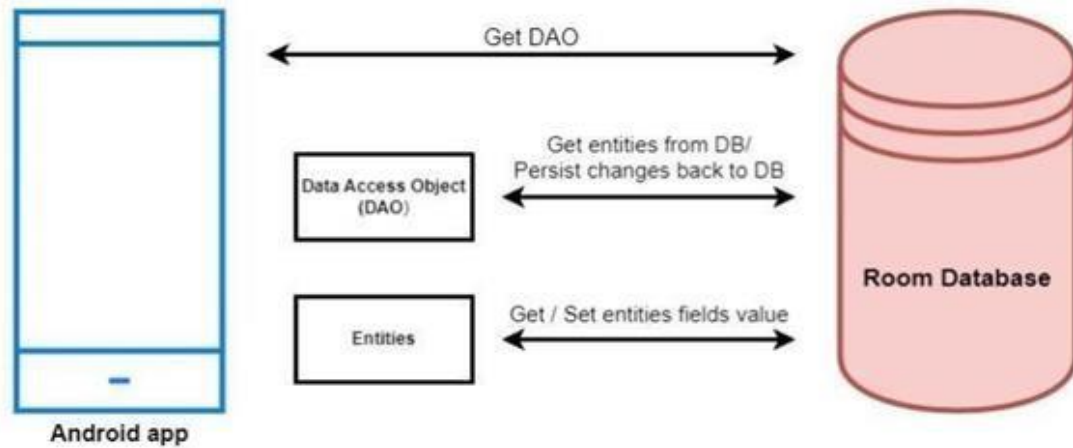 Get DAO
Get entities from DB/
Persist changes back to DB
Data Access Object
(DAO)
Room Database
Get / Set entities fields value
Entities
Android app